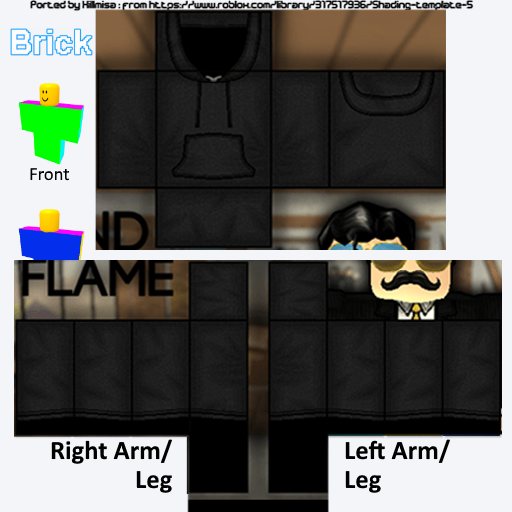 Ported by Hillmisa : from https://www.roblox.com/library/317517936/Shading-template-5
Brick
Front
ND
FLAME
Right Arm/
Leg
Left Arm/
Leg